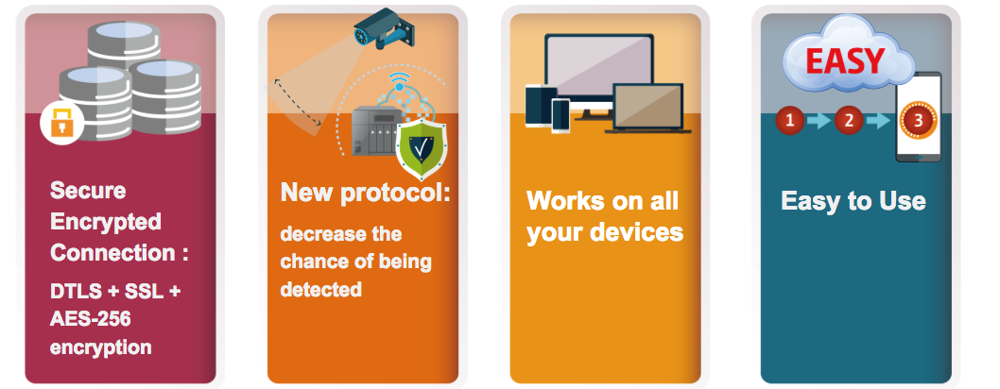 Secure
Encrypted
Connection :
DTLS + SSL +
AES-256
encryption
New protocol:
decrease the
chance of being
detected
Works on all
your devices
EASY
1 2 3
Easy to Use